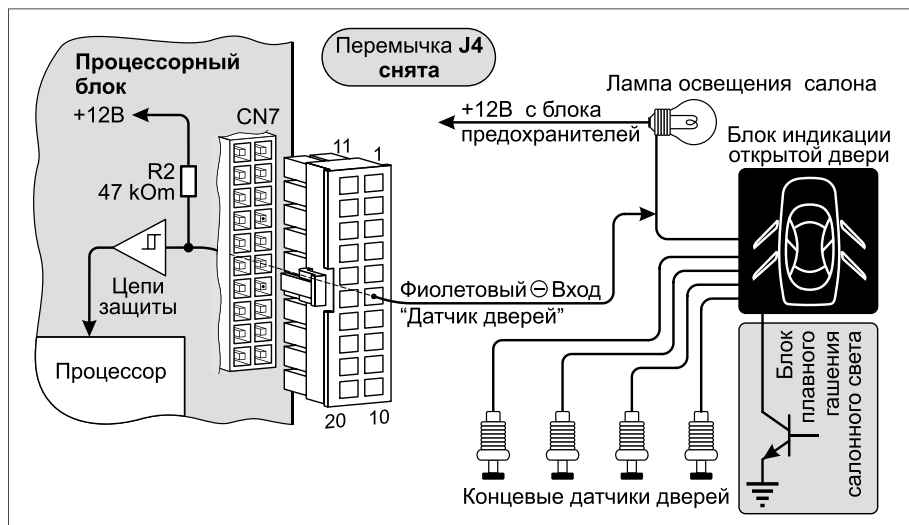 Перемычка J4
снята
Процессорный
блок
+12В
CN7
R2
47 kOm
Цепи
защиты
Процессор
11
1
20
10
Лампа освещения салона
+12В с блока
предохранителей
Блок индикации
открытой двери
Фиолетовый ⊖ Вход
“Датчик дверей”
Концевые датчики дверей
Блок
плавного
гашения
салонного света